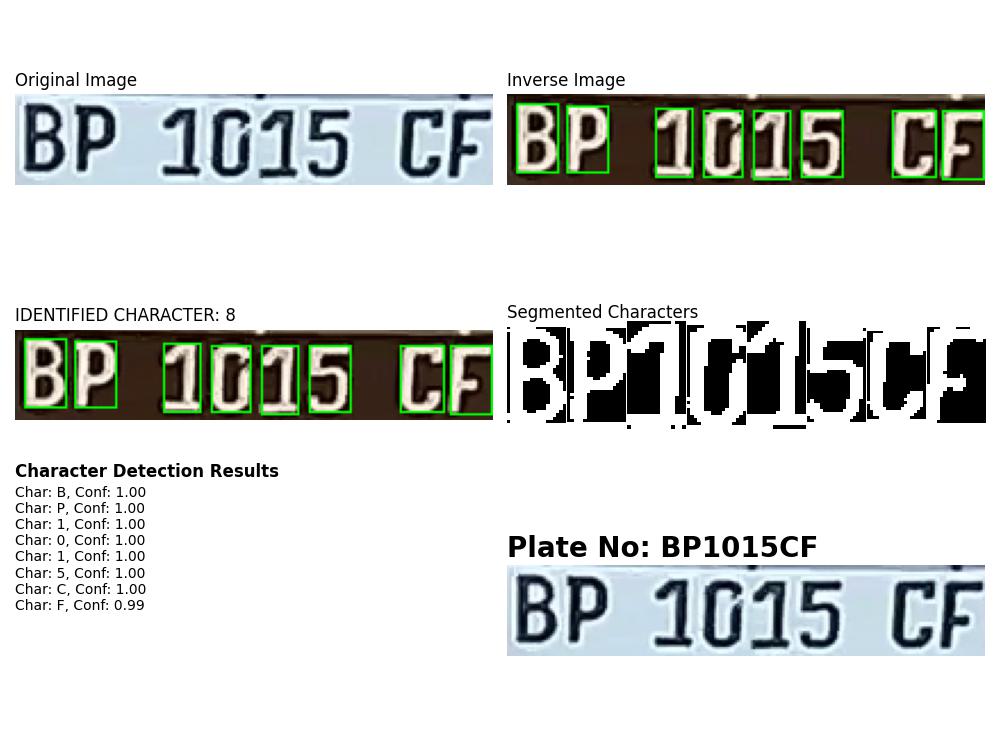 Original Image
BP 1015 CF
Inverse Image
BP 1015 CF
IDENTIFIED CHARACTER: 8
BP 1015 CF
Segmented Characters
BP1015CF
Character Detection Results
Char: B, Conf: 1.00
Char: P, Conf: 1.00
Char: 1, Conf: 1.00
Char: 0, Conf: 1.00
Char: 1, Conf: 1.00
Char: 5, Conf: 1.00
Char: C, Conf: 1.00
Char: F, Conf: 0.99
Plate No: BP1015CF
BP 1015 CF